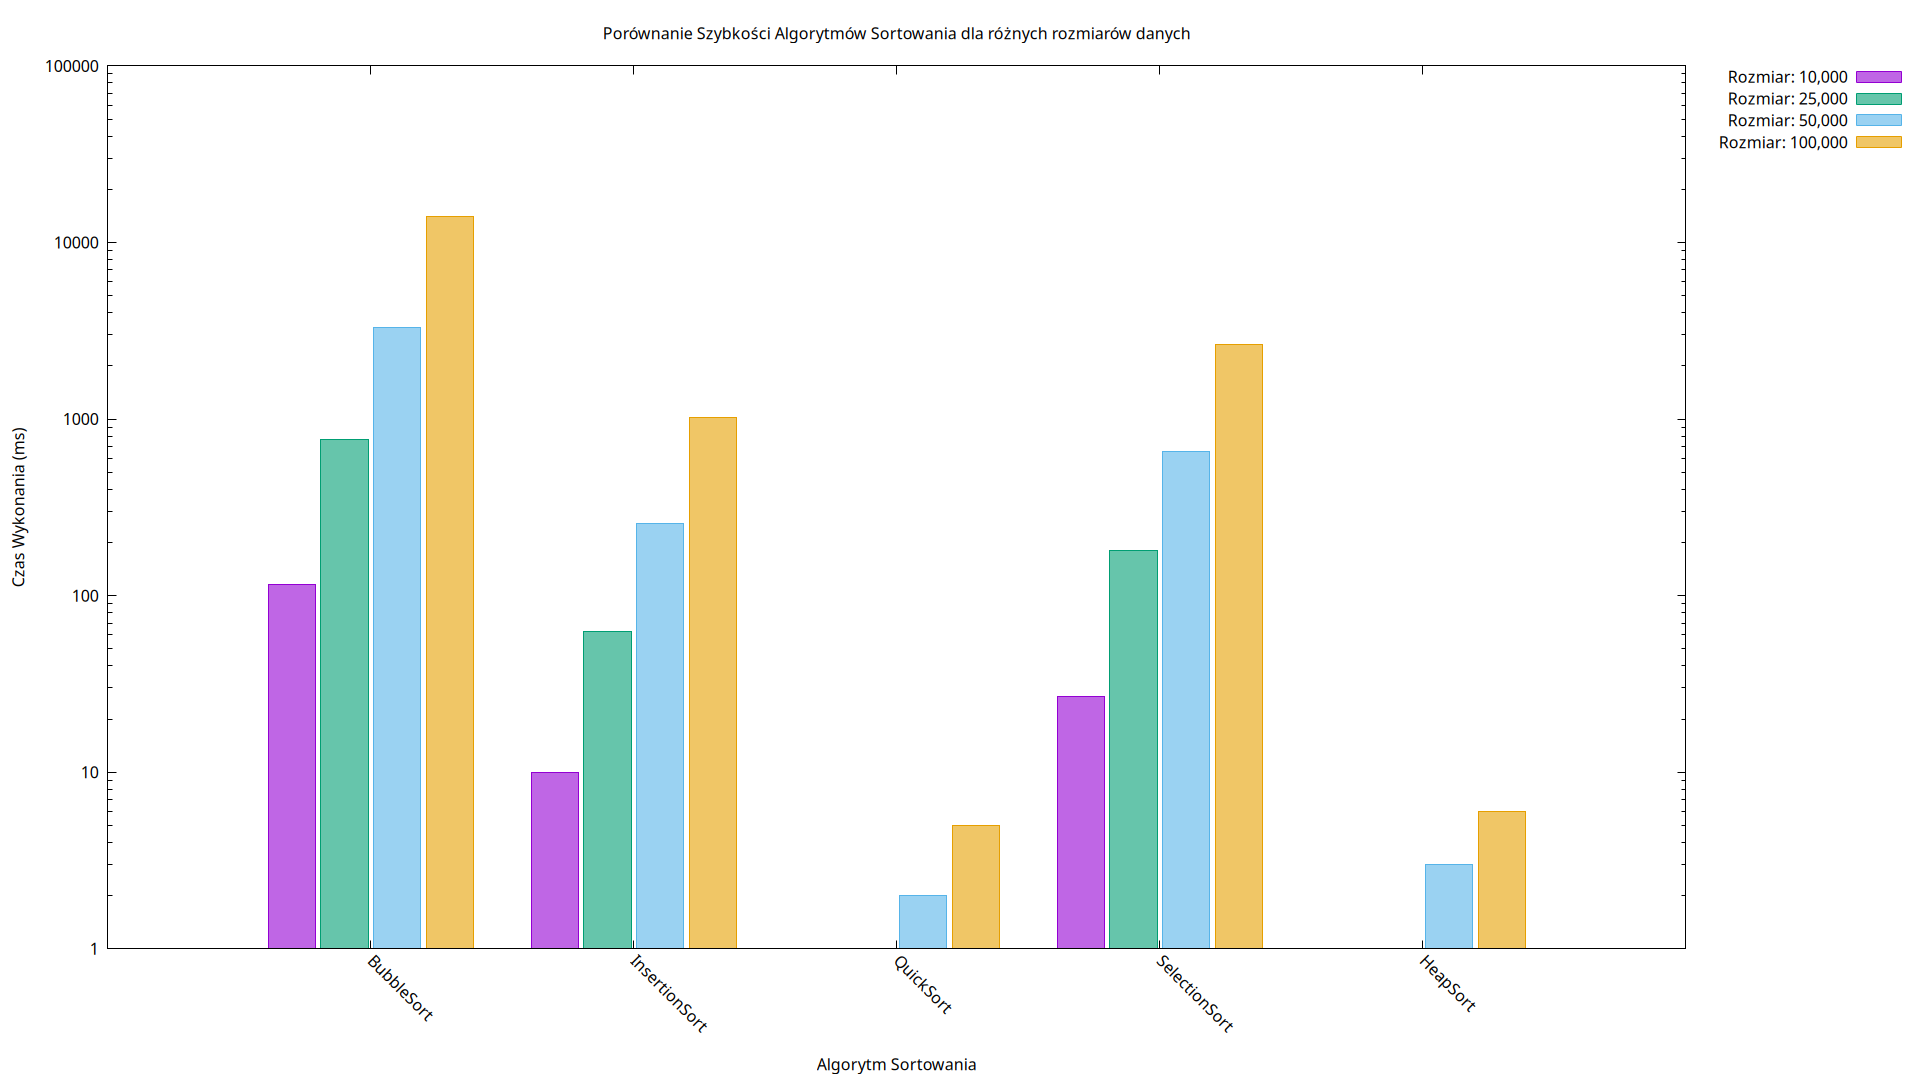 Porównanie Szybkości Algorytmów Sortowania dla różnych rozmiarów danych
Rozmiar: 10,000
Rozmiar: 25,000
Rozmiar: 50,000
Rozmiar: 100,000
100000
10000
1000
100
10
1
Czas Wykonania (ms)
BubbleSort
InsertionSort
QuickSort
SelectionSort
HeapSort
Algorytm Sortowania